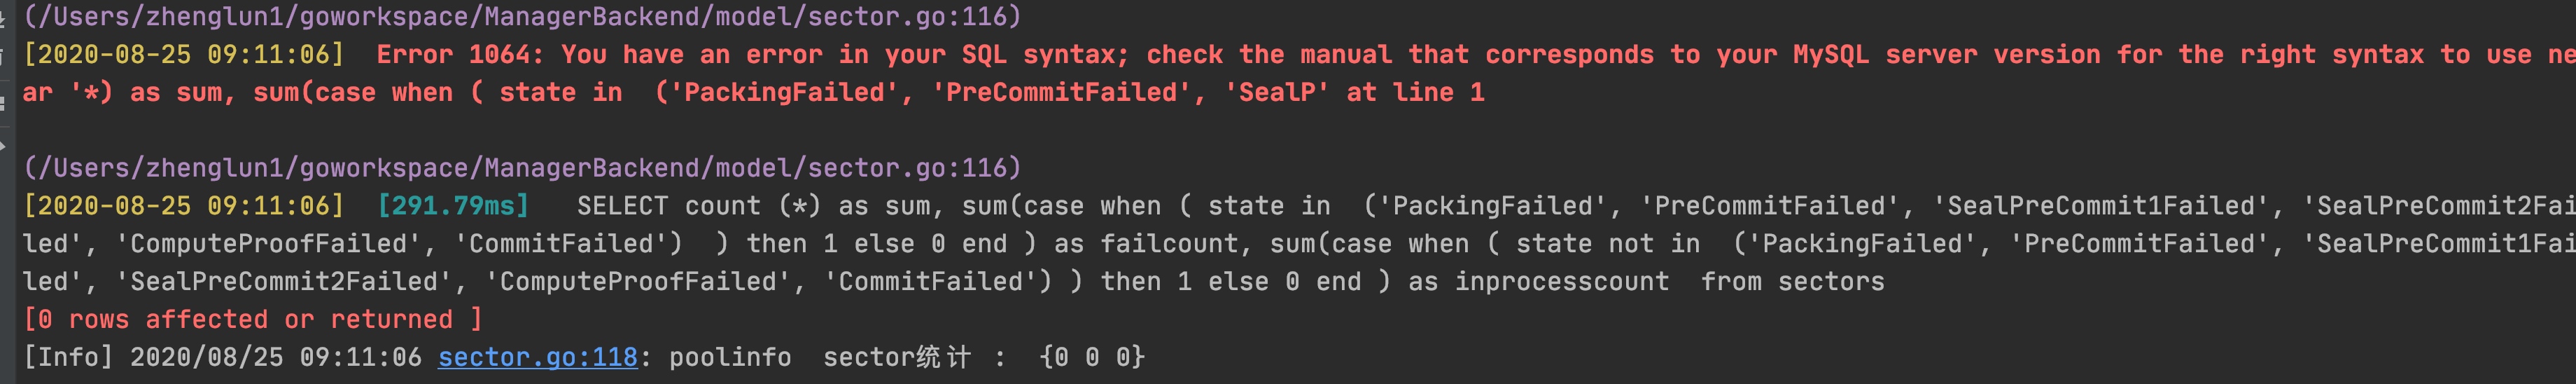 (/Users/zhenglun1/goworkspace/ManagerBackend/model/sector.go:116)
[2020-08-25 09:11:06]  Error 1064: You have an error in your SQL syntax; check the manual that corresponds to your MySQL server version for the right syntax to use ne
ar '*) as sum, sum(case when ( state in  ('PackingFailed', 'PreCommitFailed', 'SealP' at line 1
(/Users/zhenglun1/goworkspace/ManagerBackend/model/sector.go:116)
[2020-08-25 09:11:06]  [291.79ms]   SELECT count (*) as sum, sum(case when ( state in  ('PackingFailed', 'PreCommitFailed', 'SealPreCommit1Failed', 'SealPreCommit2Fai
led', 'ComputeProofFailed', 'CommitFailed')  ) then 1 else 0 end ) as failcount, sum(case when ( state not in  ('PackingFailed', 'PreCommitFailed', 'SealPreCommit1Fai
led', 'SealPreCommit2Failed', 'ComputeProofFailed', 'CommitFailed') ) then 1 else 0 end ) as inprocesscount  from sectors
[0 rows affected or returned ]
[Info] 2020/08/25 09:11:06 sector.go:118: poolinfo  sector统计 :  {0 0 0}